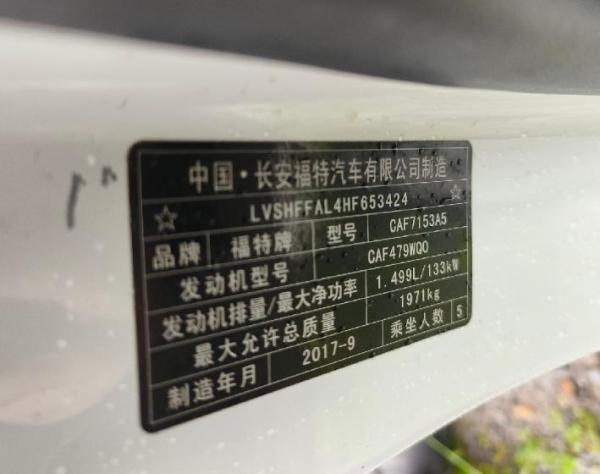 中国·长安福特汽车有限公司制造
☆ LVSHFFAL4HF653424 ☆
品牌 福特牌 型号 CAF7153A5
发动机型号 CAF479WQ0
发动机排量/最大净功率 1.499L/133kW
最大允许总质量 1971kg
制造年月 2017-9 乘坐人数 5